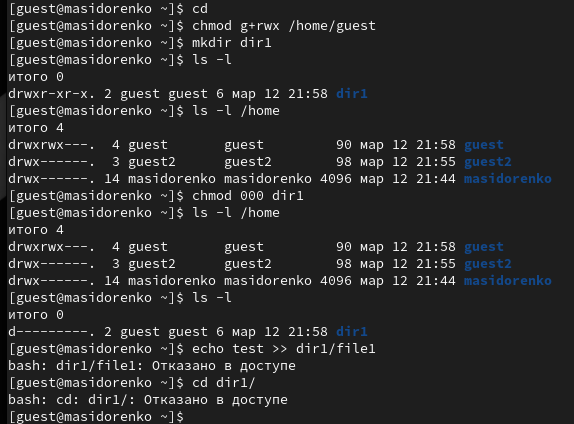 [guest@masidorenko ~]$ cd
[guest@masidorenko ~]$ chmod g+rwx /home/guest
[guest@masidorenko ~]$ mkdir dir1
[guest@masidorenko ~]$ ls -l
итого 0
drwxr-xr-x. 2 guest guest 6 мар 12 21:58 dir1
[guest@masidorenko ~]$ ls -l /home
итого 4
drwxrwx---.  4 guest       guest         90 мар 12 21:58 guest
drwx------.  3 guest2      guest2        98 мар 12 21:55 guest2
drwx------. 14 masidorenko masidorenko 4096 мар 12 21:44 masidorenko
[guest@masidorenko ~]$ chmod 000 dir1
[guest@masidorenko ~]$ ls -l /home
итого 4
drwxrwx---.  4 guest       guest         90 мар 12 21:58 guest
drwx------.  3 guest2      guest2        98 мар 12 21:55 guest2
drwx------. 14 masidorenko masidorenko 4096 мар 12 21:44 masidorenko
[guest@masidorenko ~]$ ls -l
итого 0
d---------. 2 guest guest 6 мар 12 21:58 dir1
[guest@masidorenko ~]$ echo test >> dir1/file1
bash: dir1/file1: Отказано в доступе
[guest@masidorenko ~]$ cd dir1/
bash: cd: dir1/: Отказано в доступе
[guest@masidorenko ~]$